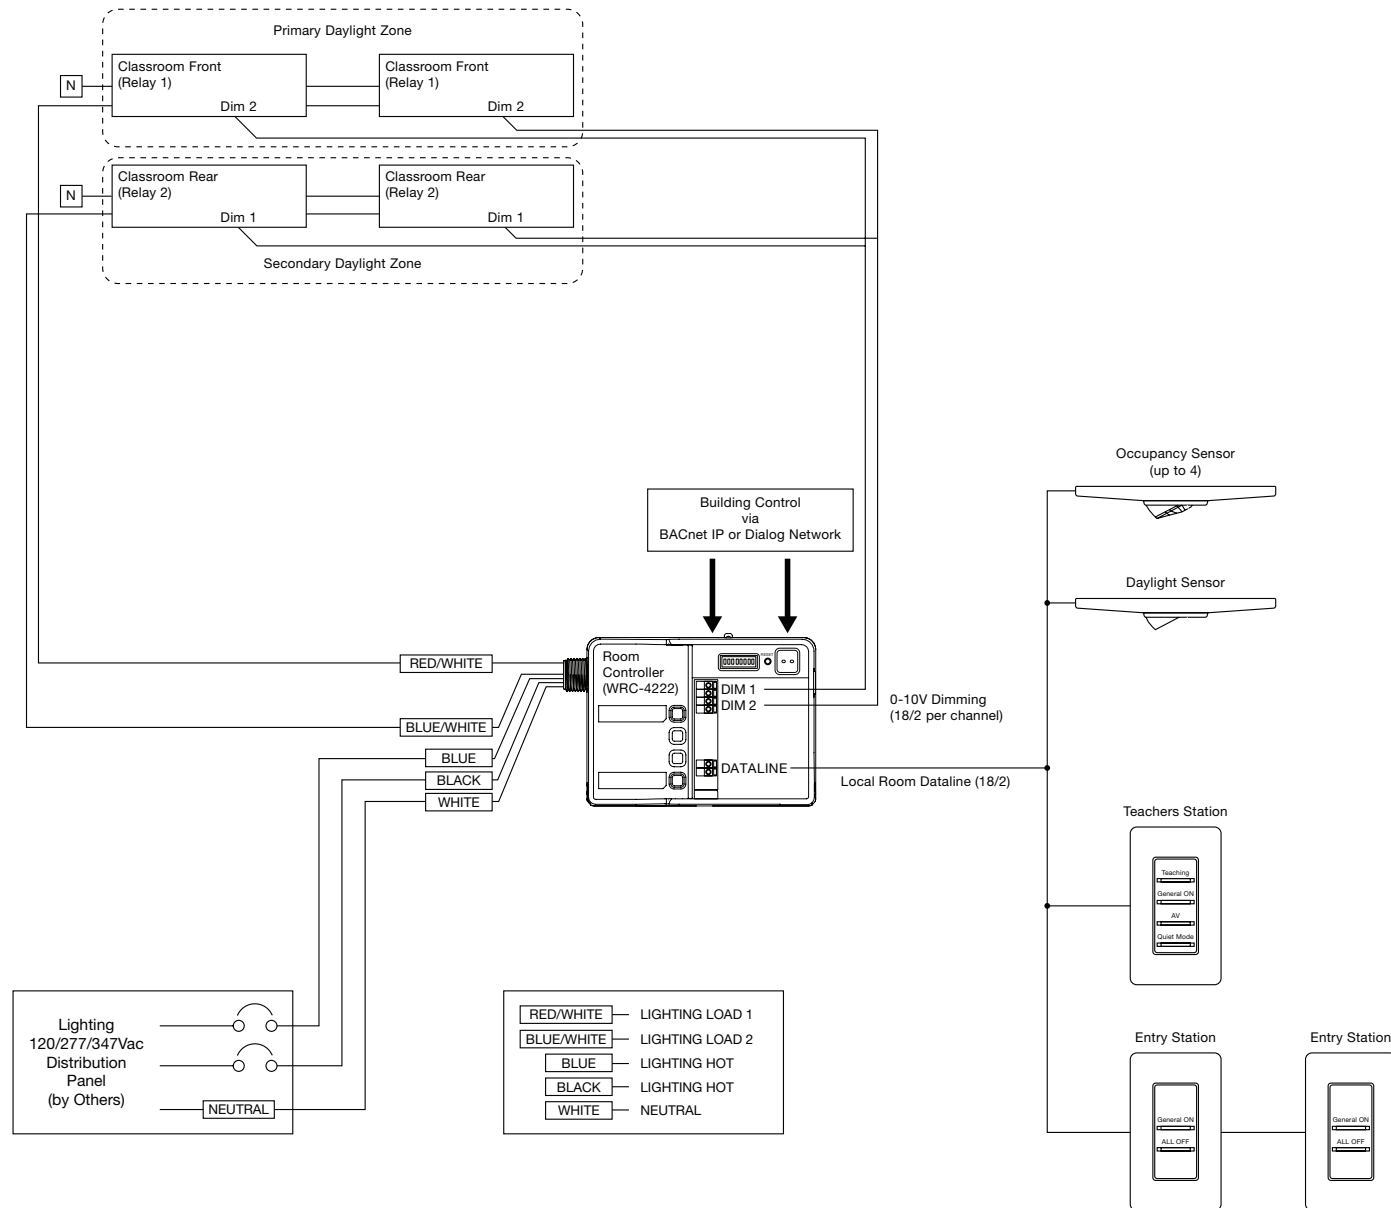 Primary Daylight Zone
Classroom Front
(Relay 1)
Dim 2
Classroom Front
(Relay 1)
Dim 2
N
Classroom Rear
(Relay 2)
Dim 1
Classroom Rear
(Relay 2)
Dim 1
N
Secondary Daylight Zone
Occupancy Sensor
(up to 4)
Building Control
via
BACnet IP or Dialog Network
Daylight Sensor
RED/WHITE
BLUE/WHITE
BLUE
BLACK
WHITE
Room
Controller
(WRC-4222)
RESET
DIM 1
DIM 2
DATALINE
0-10V Dimming
(18/2 per channel)
Local Room Dataline (18/2)
Teachers Station
Teaching
General ON
AV
Quiet Mode
Lighting
120/277/347Vac
Distribution
Panel
(by Others)
NEUTRAL
RED/WHITE LIGHTING LOAD 1
BLUE/WHITE LIGHTING LOAD 2
BLUE LIGHTING HOT
BLACK LIGHTING HOT
WHITE NEUTRAL
Entry Station
General ON
ALL OFF
Entry Station
General ON
ALL OFF